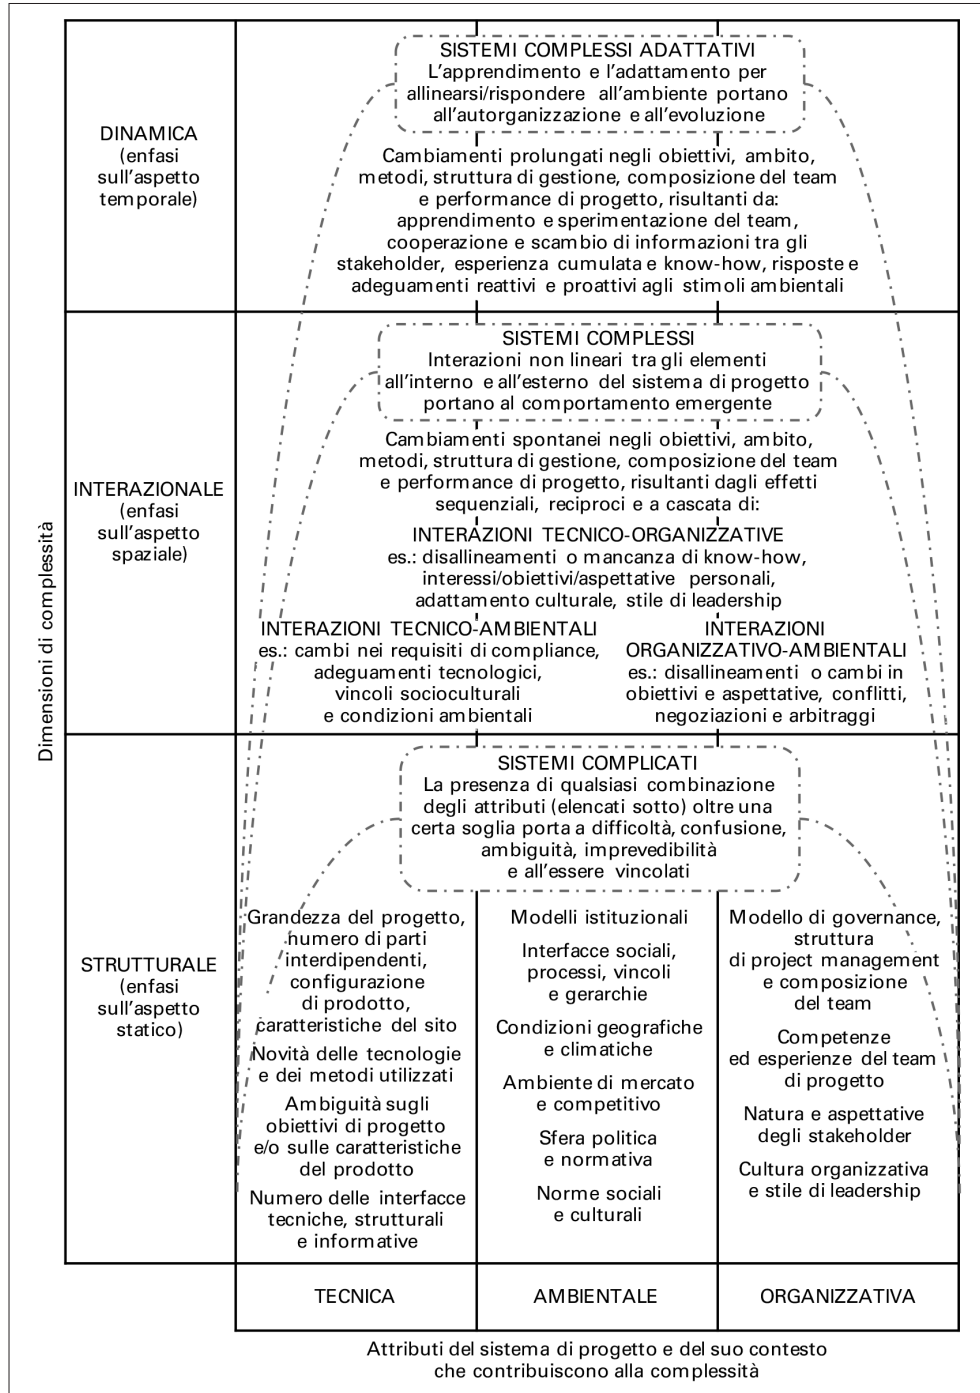 Dimensioni di complessità
DINAMICA
(enfasi
sull'aspetto
temporale)
SISTEMI COMPLESSI ADATTATIVI
L'apprendimento e l'adattamento per
allinearsi/rispondere all'ambiente portano
all'autorganizzazione e all'evoluzione
Cambiamenti prolungati negli obiettivi, ambito,
metodi, struttura di gestione, composizione del team
e performance di progetto, risultanti da:
apprendimento e sperimentazione del team,
cooperazione e scambio di informazioni tra gli
stakeholder, esperienza cumulata e know-how, risposte e
adeguamenti reattivi e proattivi agli stimoli ambientali
INTERAZIONALE
(enfasi
sull'aspetto
spaziale)
SISTEMI COMPLESSI
Interazioni non lineari tra gli elementi
all'interno e all'esterno del sistema di progetto
portano al comportamento emergente
Cambiamenti spontanei negli obiettivi, ambito,
metodi, struttura di gestione, composizione del team
e performance di progetto, risultanti dagli effetti
sequenziali, reciproci e a cascata di:
INTERAZIONI TECNICO-ORGANIZZATIVE
es.: disallineamenti o mancanza di know-how,
interessi/obiettivi/aspettative personali,
adattamento culturale, stile di leadership
INTERAZIONI TECNICO-AMBIENTALI
es.: cambi nei requisiti di compliance,
adeguamenti tecnologici,
vincoli socioculturali
e condizioni ambientali
INTERAZIONI
ORGANIZZATIVO-AMBIENTALI
es.: disallineamenti o cambi in
obiettivi e aspettative, conflitti,
negoziazioni e arbitraggi
STRUTTURALE
(enfasi
sull'aspetto
statico)
SISTEMI COMPLICATI
La presenza di qualsiasi combinazione
degli attributi (elencati sotto) oltre una
certa soglia porta a difficoltà, confusione,
ambiguità, imprevedibilità
e all'essere vincolati
Grandezza del progetto,
numero di parti
interdipendenti,
configurazione
di prodotto,
caratteristiche del sito
Novità delle tecnologie
e dei metodi utilizzati
Ambiguità sugli
obiettivi di progetto
e/o sulle caratteristiche
del prodotto
Numero delle interfacce
tecniche, strutturali
e informative
Modelli istituzionali
Interfacce sociali,
processi, vincoli
e gerarchie
Condizioni geografiche
e climatiche
Ambiente di mercato
e competitivo
Sfera politica
e normativa
Norme sociali
e culturali
Modello di governance,
struttura
di project management
e composizione
del team
Competenze
ed esperienze del team
di progetto
Natura e aspettative
degli stakeholder
Cultura organizzativa
e stile di leadership
TECNICA
AMBIENTALE
ORGANIZZATIVA
Attributi del sistema di progetto e del suo contesto
che contribuiscono alla complessità